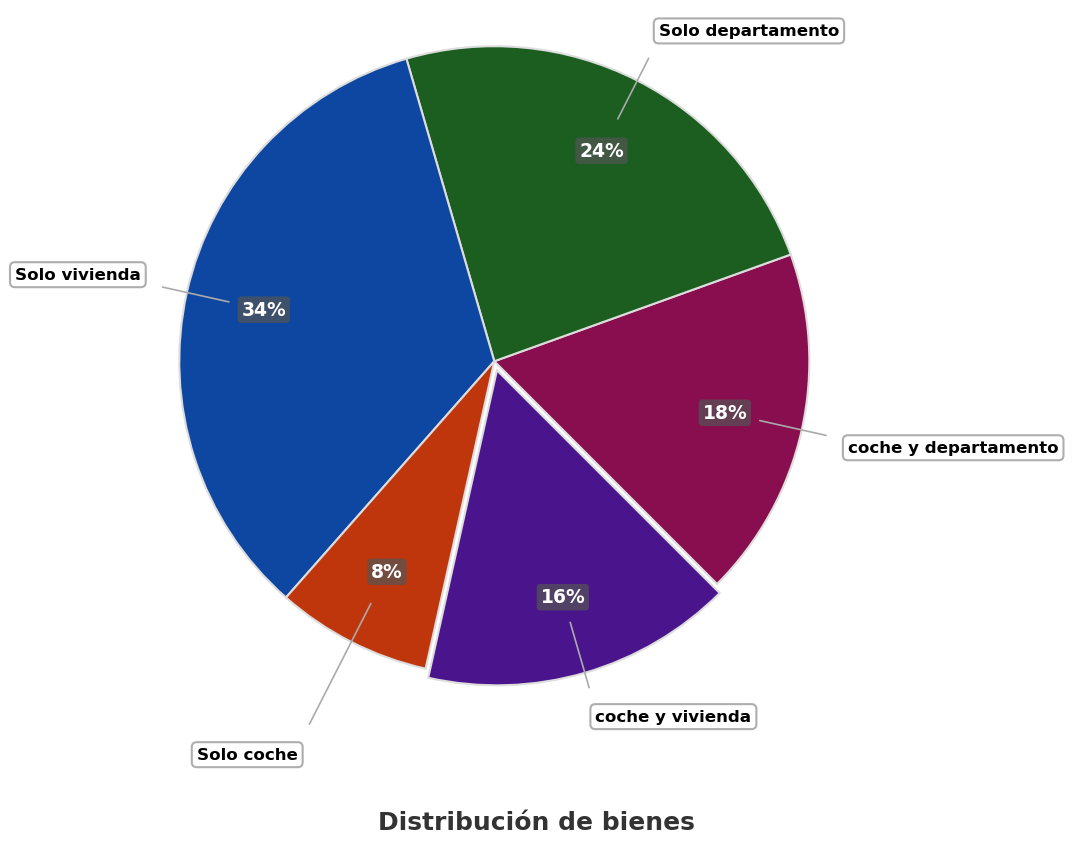 Solo departamento
24%
Solo vivienda
34%
18%
coche y departamento
8%
16%
coche y vivienda
Solo coche
Distribución de bienes